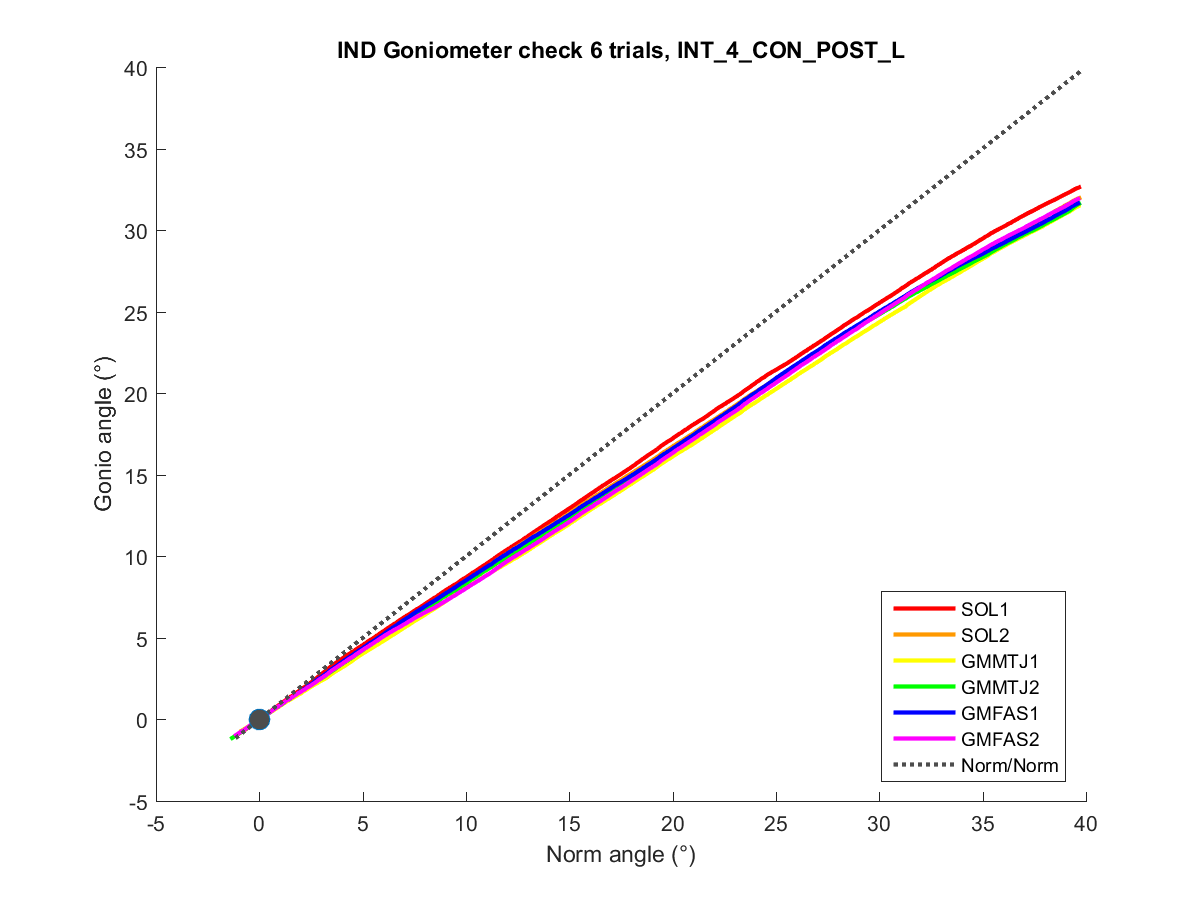 IND Goniometer check 6 trials, INT_4_CON_POST_L
40
35
30
25
20
15
10
5
0
-5
Gonio angle (°)
SOL1
SOL2
GMMTJ1
GMMTJ2
GMFAS1
GMFAS2
Norm/Norm
-5 0 5 10 15 20 25 30 35 40
Norm angle (°)